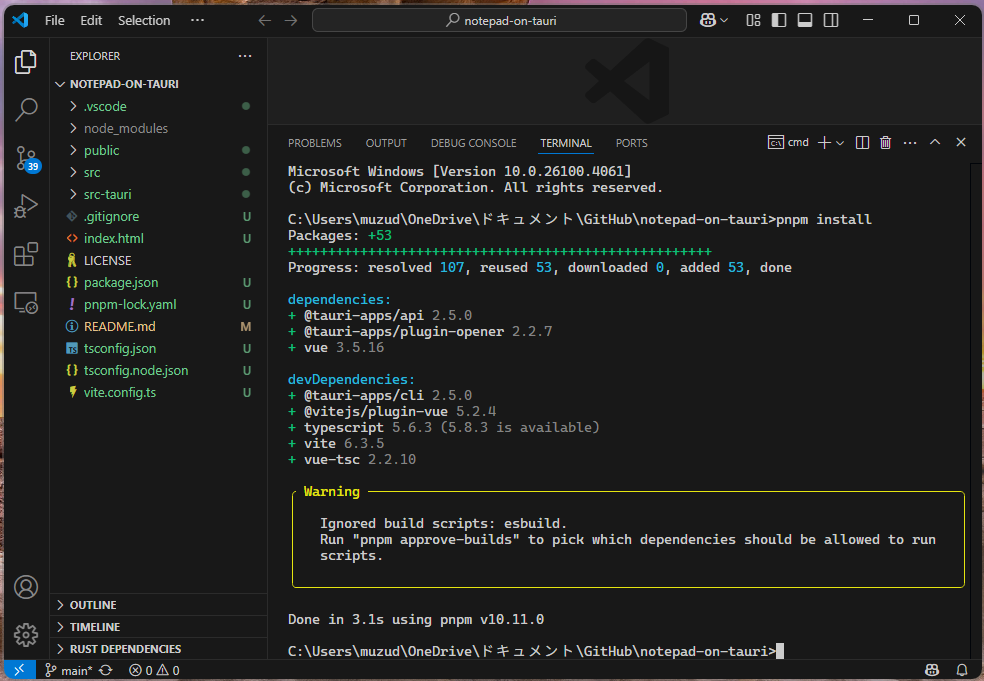 File Edit Selection ··· notepad-on-tauri
EXPLORER ···
NOTEPAD-ON-TAURI
.vscode
node_modules
public
src
src-tauri
.gitignore U
index.html U
LICENSE
package.json U
pnpm-lock.yaml U
README.md M
tsconfig.json U
tsconfig.node.json U
vite.config.ts U
39
OUTLINE
TIMELINE
RUST DEPENDENCIES
PROBLEMS OUTPUT DEBUG CONSOLE TERMINAL PORTS cmd
Microsoft Windows [Version 10.0.26100.4061]
(c) Microsoft Corporation. All rights reserved.
C:\Users\muzud\OneDrive\ドキュメント\GitHub\notepad-on-tauri>pnpm install
Packages: +53
+++++++++++++++++++++++++++++++++++++++++++++++++++++
Progress: resolved 107, reused 53, downloaded 0, added 53, done
dependencies:
+ @tauri-apps/api 2.5.0
+ @tauri-apps/plugin-opener 2.2.7
+ vue 3.5.16
devDependencies:
+ @tauri-apps/cli 2.5.0
+ @vitejs/plugin-vue 5.2.4
+ typescript 5.6.3 (5.8.3 is available)
+ vite 6.3.5
+ vue-tsc 2.2.10
Warning
Ignored build scripts: esbuild.
Run "pnpm approve-builds" to pick which dependencies should be allowed to run
scripts.
Done in 3.1s using pnpm v10.11.0
C:\Users\muzud\OneDrive\ドキュメント\GitHub\notepad-on-tauri>
main* 0 0